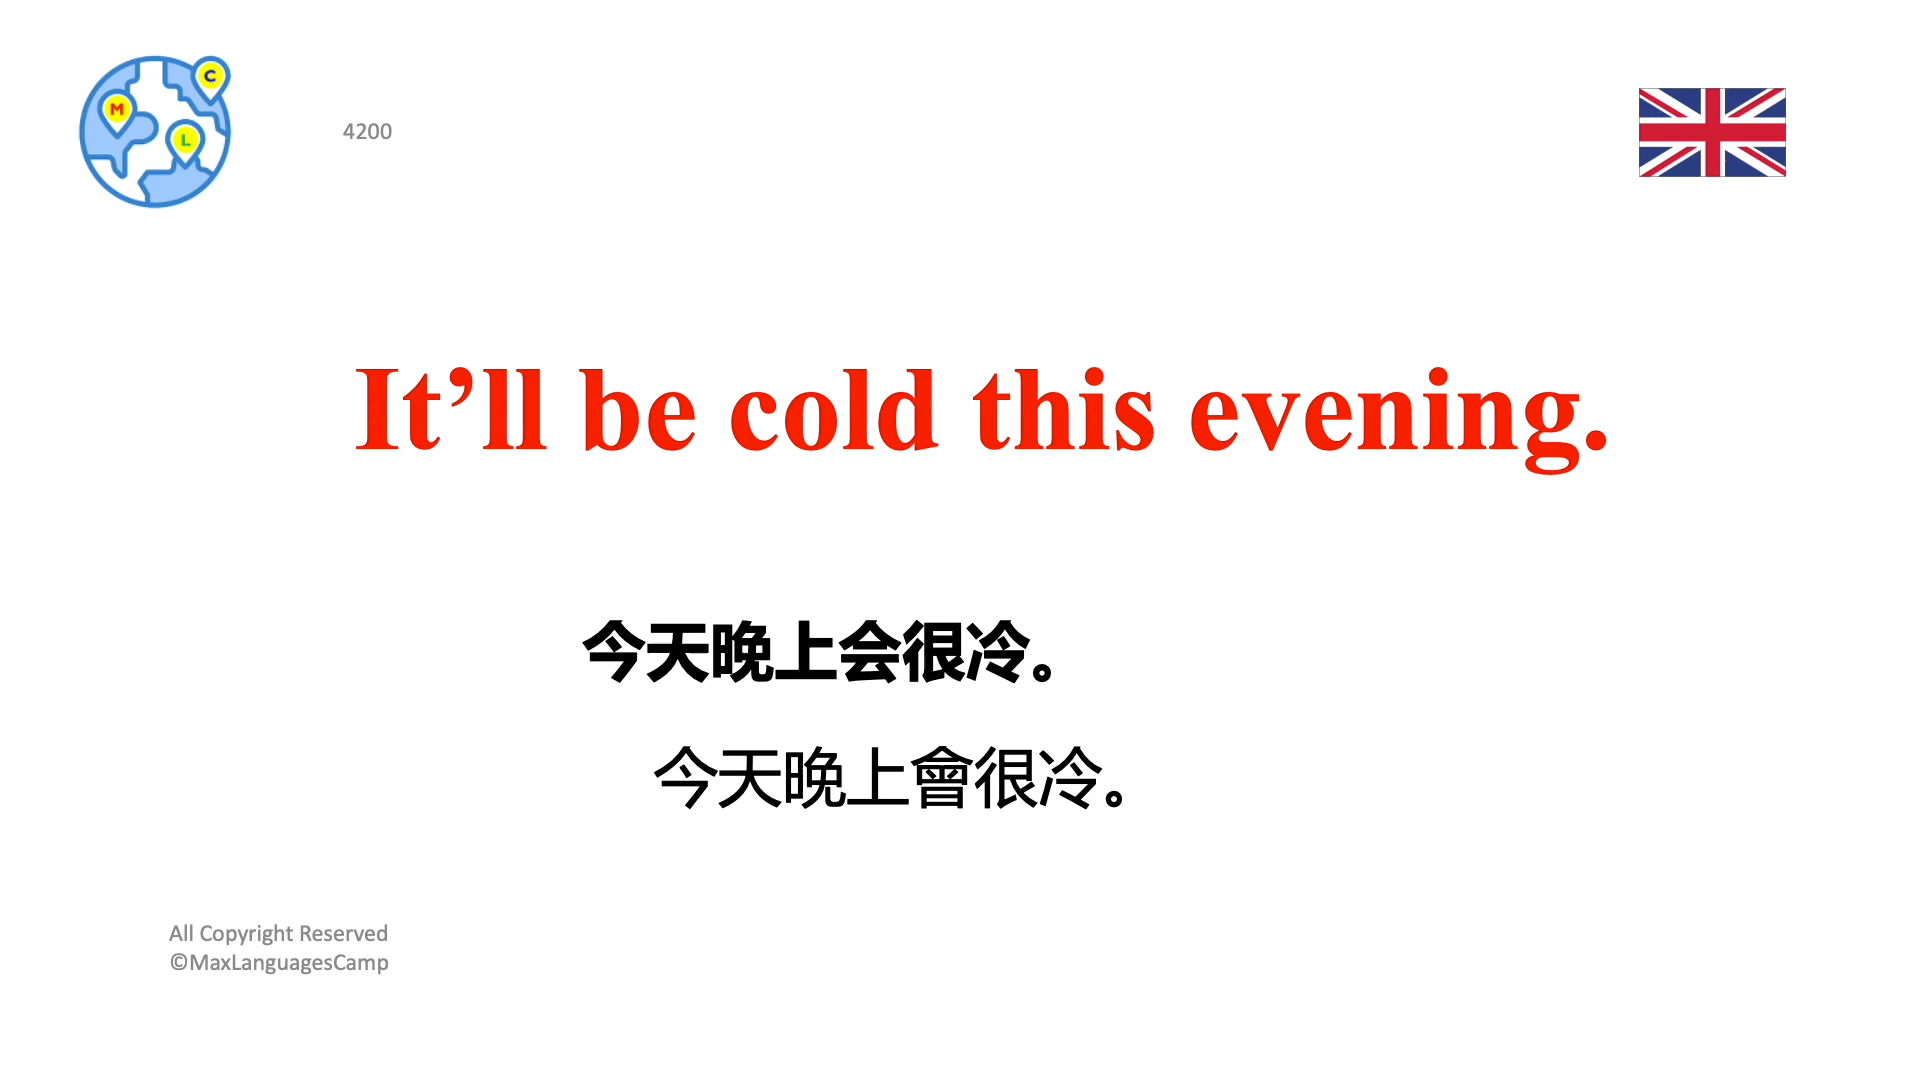 C
M
L
4200
It’ll be cold this evening.
今天晚上会很冷。
今天晚上會很冷。
All Copyright Reserved
©MaxLanguagesCamp